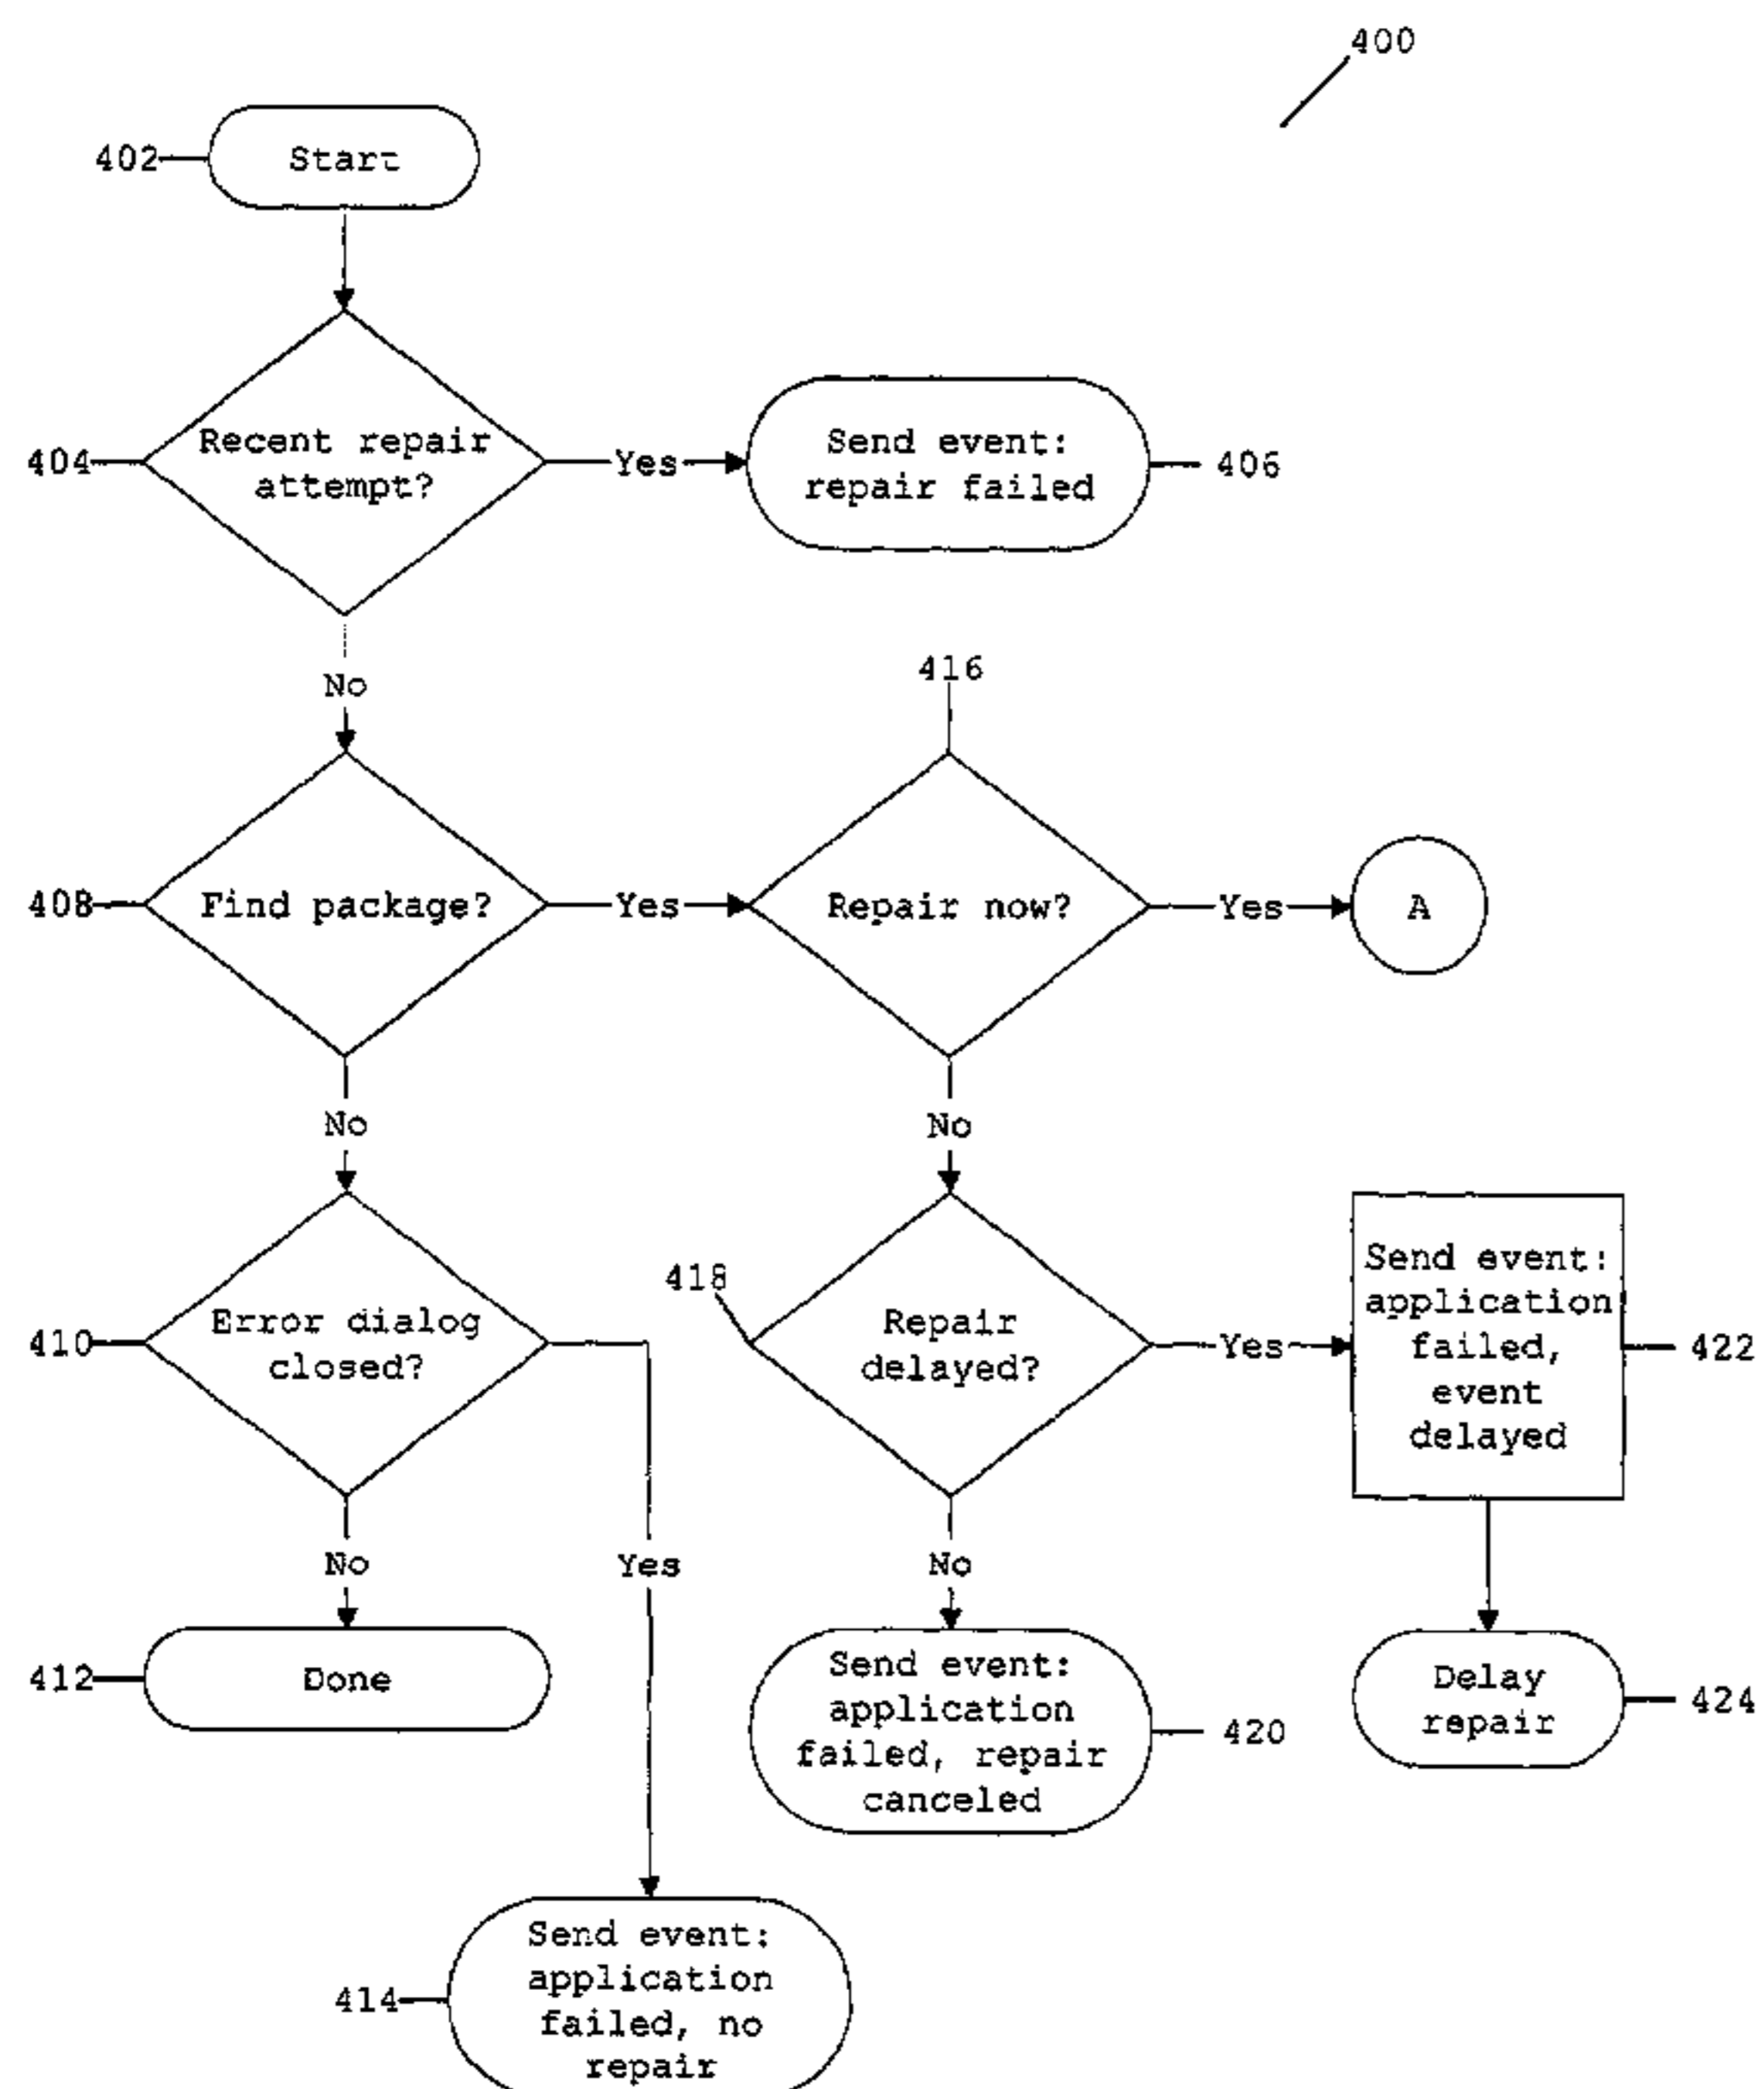 400
402
Start
404
Recent repair
attempt?
Yes
Send event:
repair failed
406
No
416
408
Find package?
Yes
Repair now?
Yes
A
No
No
410
Error dialog
closed?
418
Repair
delayed?
Yes
Send event:
application
failed,
event
delayed
422
No
Yes
No
412
Done
Send event:
application
failed, repair
canceled
420
Delay
repair
424
414
Send event:
application
failed, no
repair